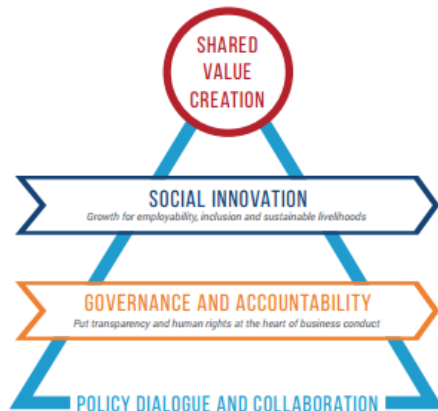 SHARED
VALUE
CREATION
SOCIAL INNOVATION
Growth for employability, inclusion and sustainable livelihoods
GOVERNANCE AND ACCOUNTABILITY
Put transparency and human rights at the heart of business conduct
POLICY DIALOGUE AND COLLABORATION